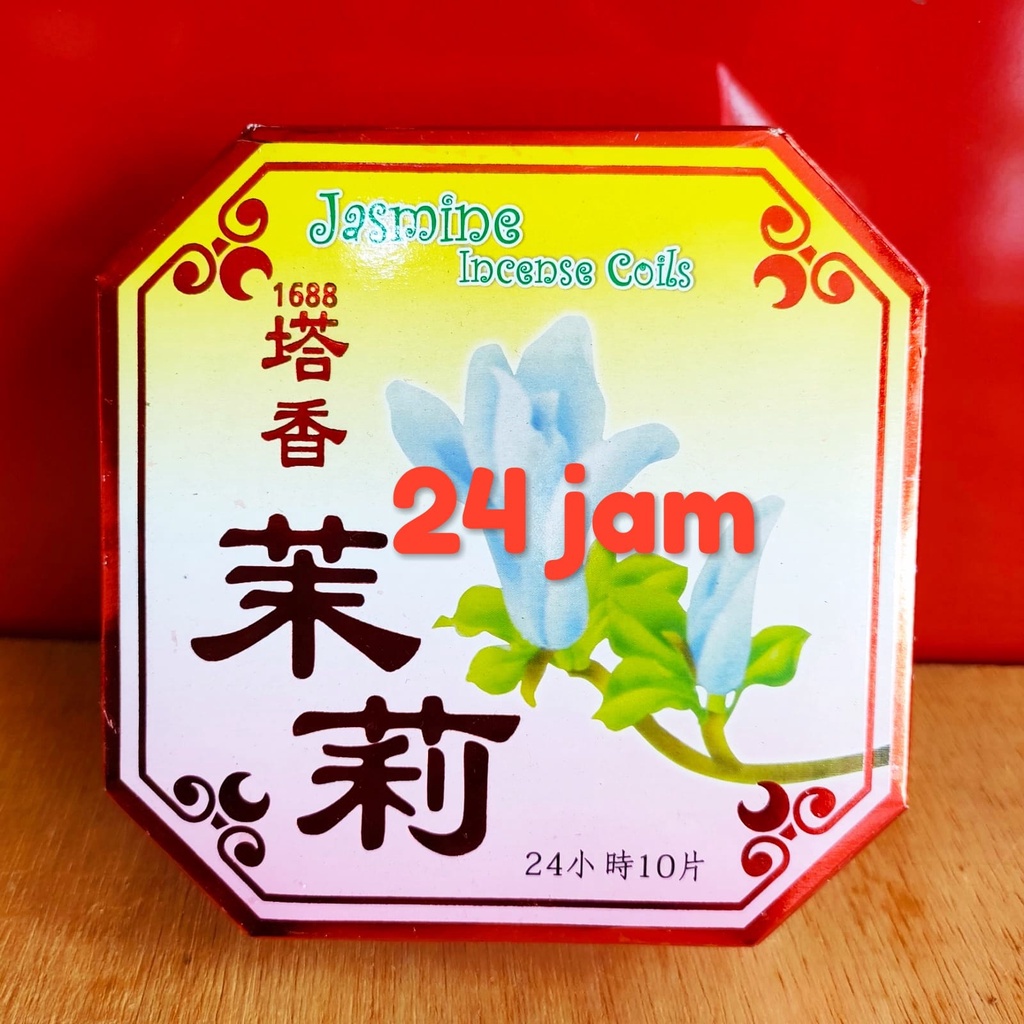 Jasmine
Incense Coils
1688
塔香
茉莉
24 jam
24小時10片